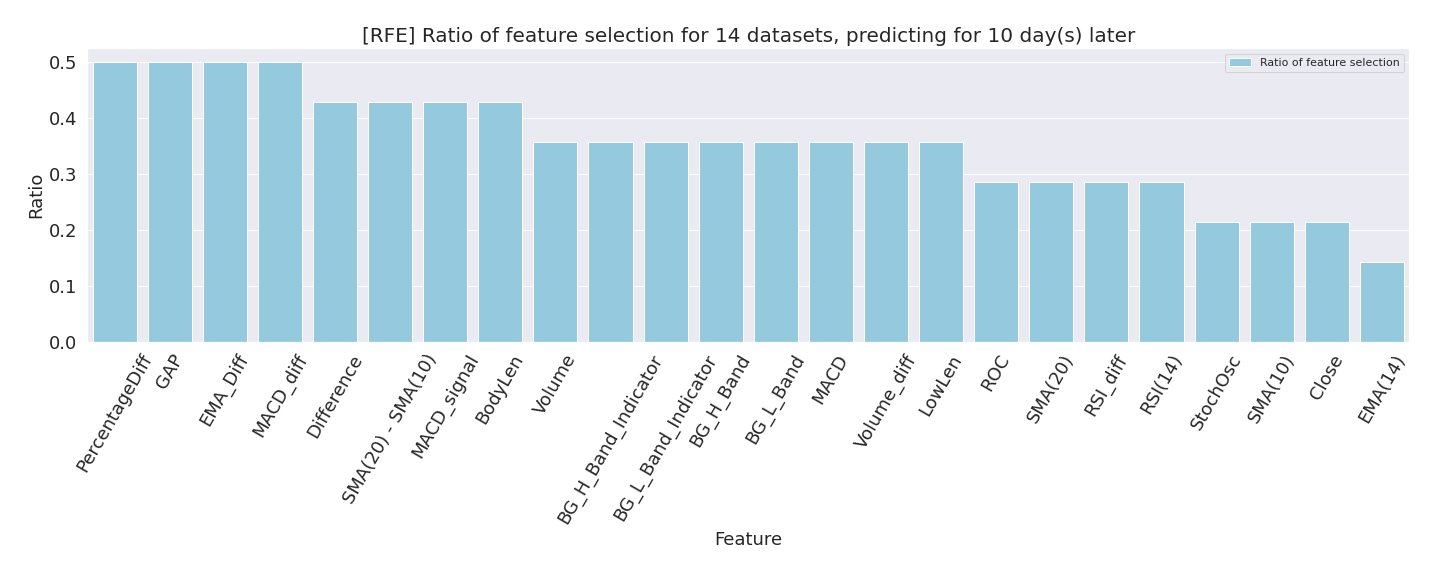 [RFE] Ratio of feature selection for 14 datasets, predicting for 10 day(s) later
Ratio of feature selection
Ratio
0.5
0.4
0.3
0.2
0.1
0.0
PercentageDiff
GAP
EMA_Diff
MACD_diff
Difference
SMA(20) - SMA(10)
MACD_signal
BodyLen
Volume
BG_H_Band_Indicator
BG_L_Band_Indicator
BG_H_Band
BG_L_Band
MACD
Volume_diff
LowLen
ROC
SMA(20)
RSI_diff
RSI(14)
StochOsc
SMA(10)
Close
EMA(14)
Feature